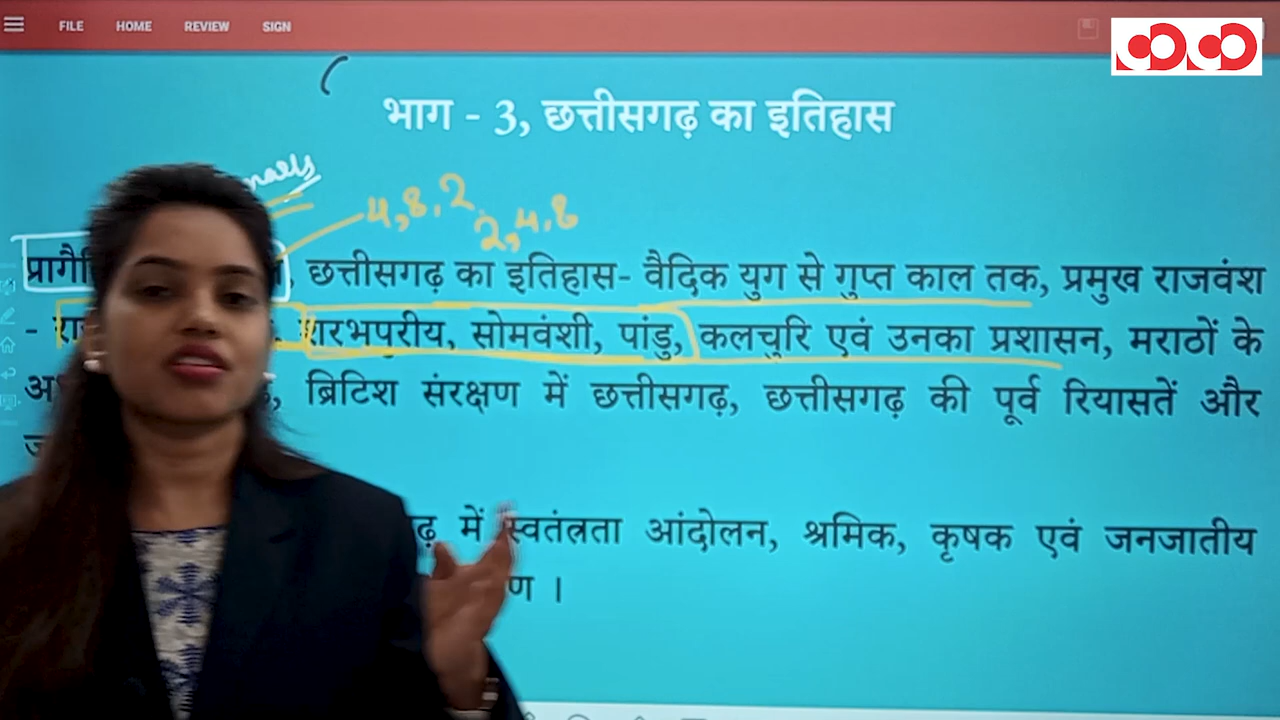 FILE HOME REVIEW SIGN
भाग - 3, छत्तीसगढ़ का इतिहास
4, 8, 2
2, 4, 8
छत्तीसगढ़ का इतिहास- वैदिक युग से गुप्त काल तक, प्रमुख राजवंश
- शरभपुरीय, सोमवंशी, पांडु, कलचुरि एवं उनका प्रशासन, मराठों के
ब्रिटिश संरक्षण में छत्तीसगढ़, छत्तीसगढ़ की पूर्व रियासतें और
में स्वतंत्रता आंदोलन, श्रमिक, कृषक एवं जनजातीय